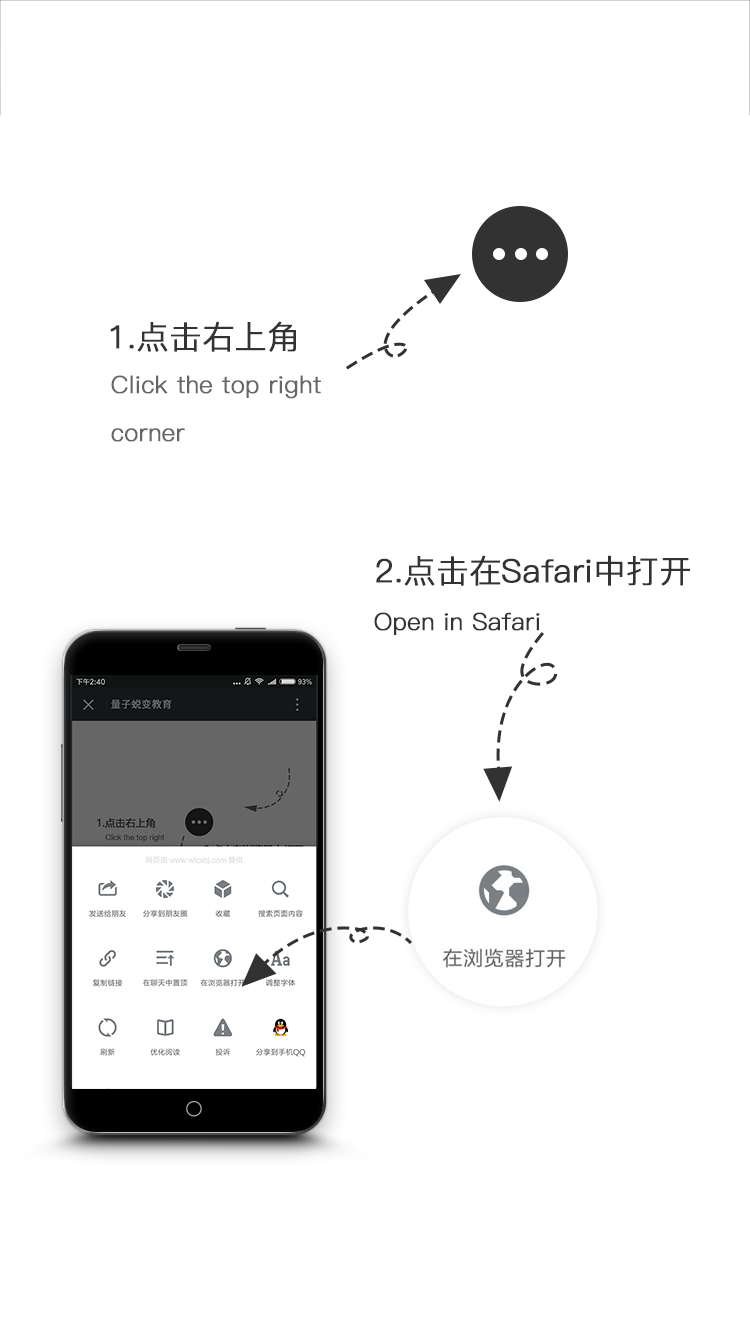 1.点击右上角
Click the top right
corner
2.点击在Safari中打开
Open in Safari
下午2:40
93%
量子蜕变教育
1.点击右上角
Click the top right
网页由 www.wlcxbj.com 提供
发送给朋友
分享到朋友圈
收藏
搜索页面内容
复制链接
在聊天中置顶
在浏览器打开
Aa
调整字体
刷新
优化阅读
投诉
分享到手机QQ
在浏览器打开